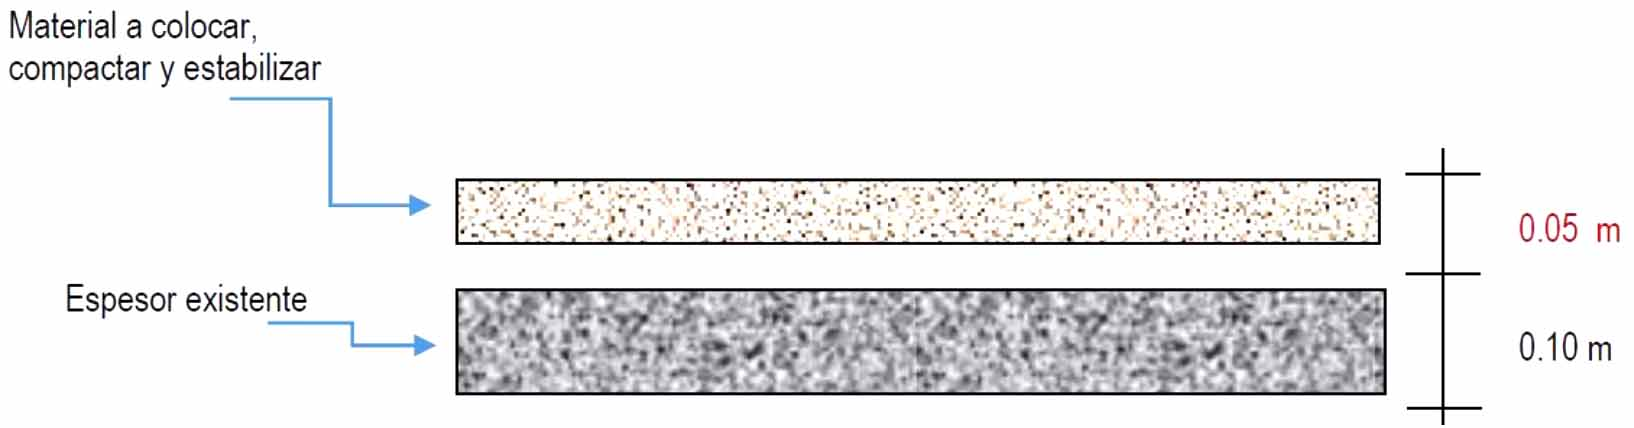 Material a colocar,
compactar y estabilizar
0.05 m
Espesor existente
0.10 m